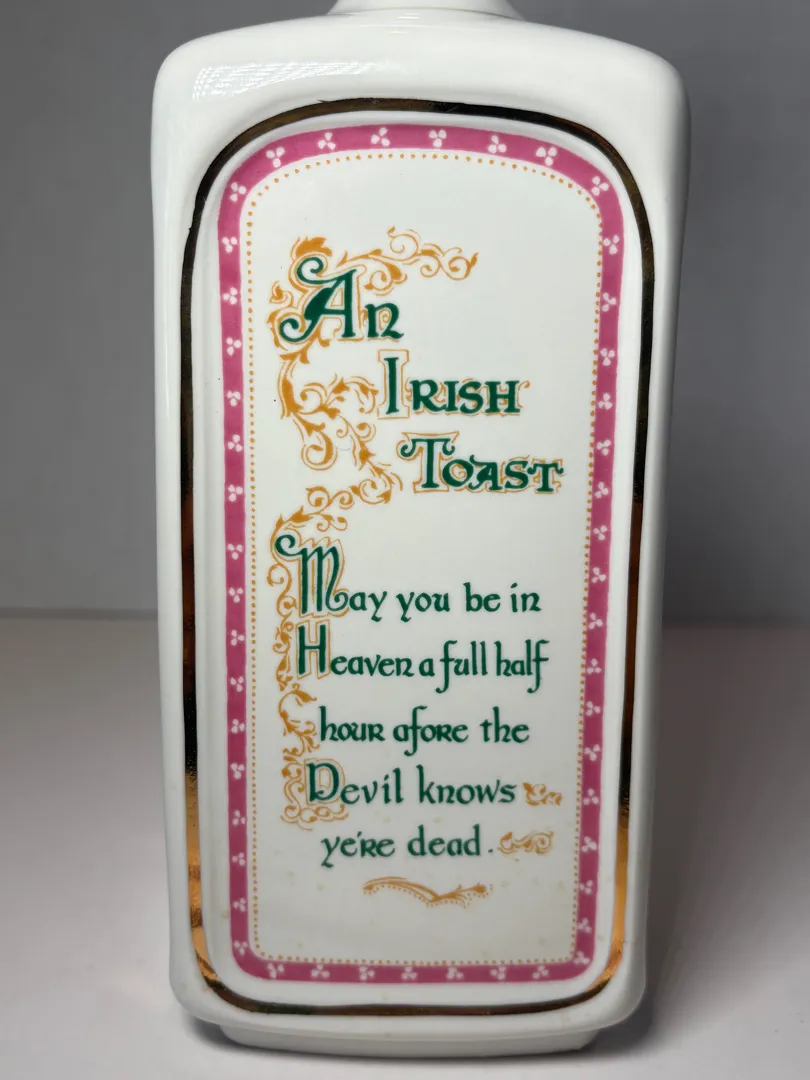 An
Irish
Toast
May you be in
Heaven a full half
hour afore the
Devil knows
ye're dead.